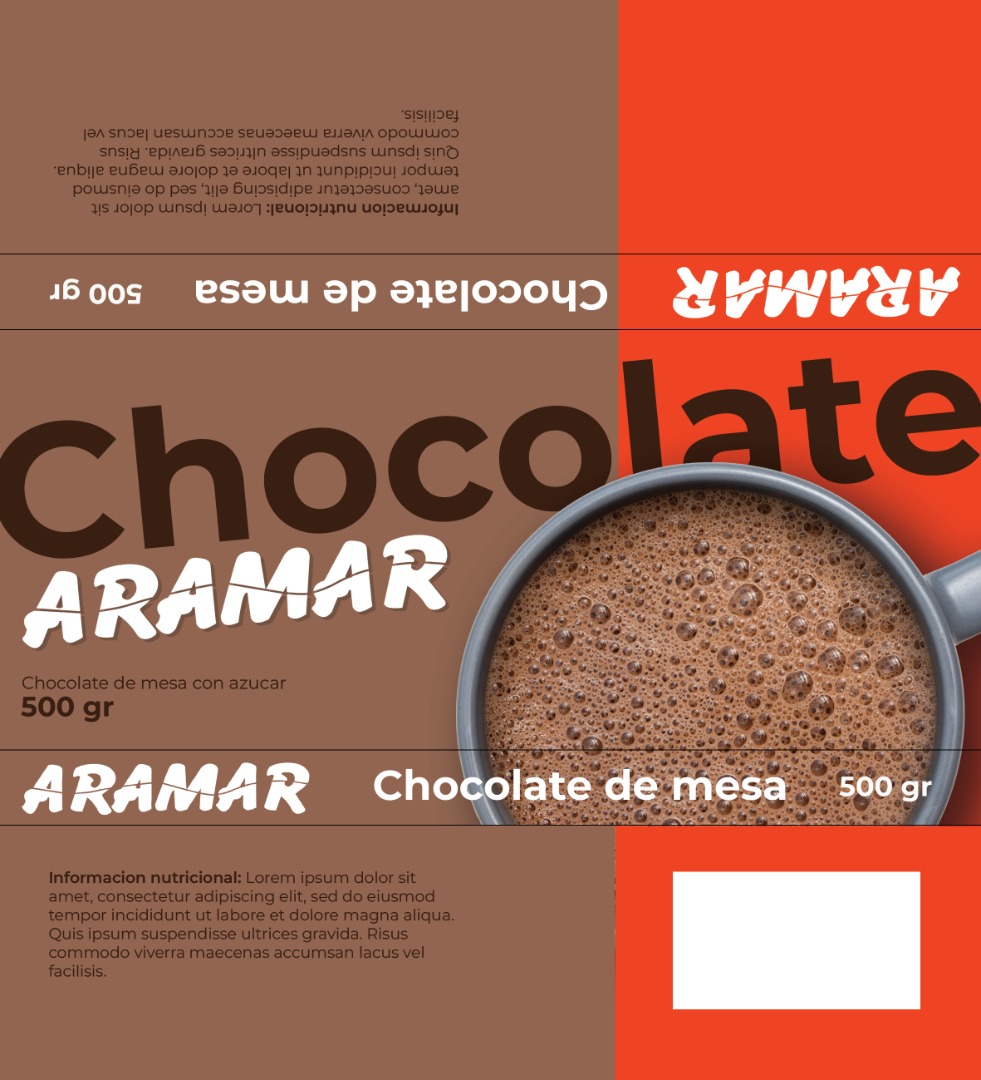 facilisis.
commodo viverra maecenas accumsan lacus vel
Quis ipsum suspendisse ultrices gravida. Risus
tempor incididunt ut labore et dolore magna aliqua.
amet, consectetur adipiscing elit, sed do eiusmod
Informacion nutricional: Lorem ipsum dolor sit
ARAMAR Chocolate de mesa 500 gr
Chocolate
ARAMAR
Chocolate de mesa con azucar
500 gr
ARAMAR Chocolate de mesa 500 gr
Informacion nutricional: Lorem ipsum dolor sit
amet, consectetur adipiscing elit, sed do eiusmod
tempor incididunt ut labore et dolore magna aliqua.
Quis ipsum suspendisse ultrices gravida. Risus
commodo viverra maecenas accumsan lacus vel
facilisis.